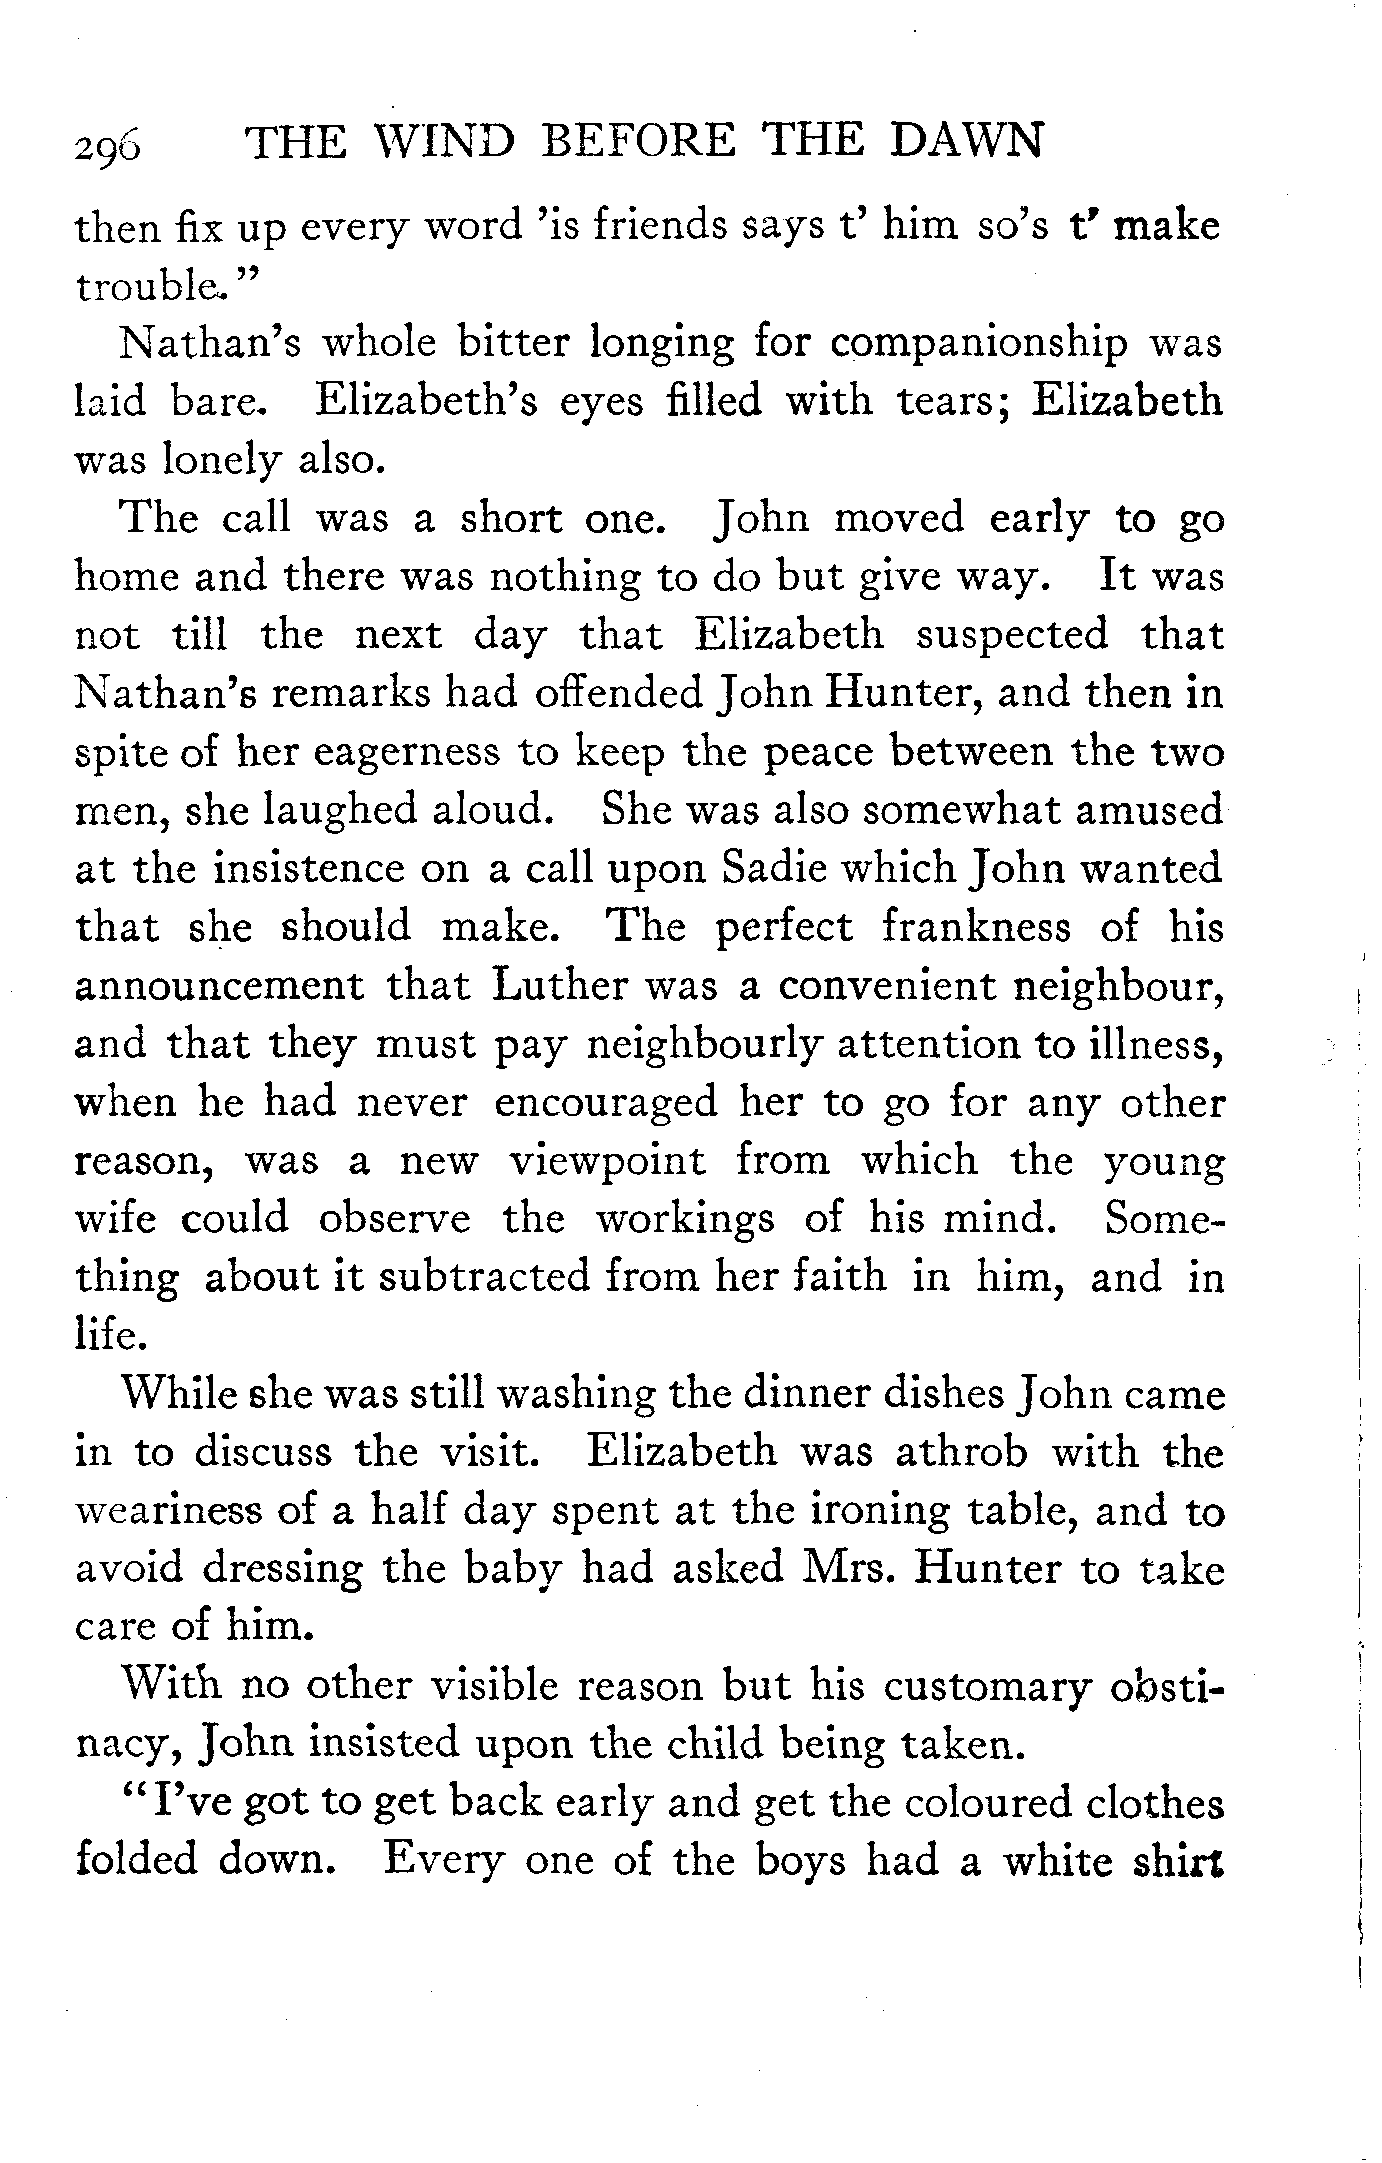 296 THE WIND BEFORE THE DAWN
then fix up every word ’is friends says t’ him so’s t’ make
trouble.”
Nathan’s whole bitter longing for companionship was
laid bare. Elizabeth’s eyes filled with tears; Elizabeth
was lonely also.
The call was a short one. John moved early to go
home and there was nothing to do but give way. It was
not till the next day that Elizabeth suspected that
Nathan’s remarks had offended John Hunter, and then in
spite of her eagerness to keep the peace between the two
men, she laughed aloud. She was also somewhat amused
at the insistence on a call upon Sadie which John wanted
that she should make. The perfect frankness of his
announcement that Luther was a convenient neighbour,
and that they must pay neighbourly attention to illness,
when he had never encouraged her to go for any other
reason, was a new viewpoint from which the young
wife could observe the workings of his mind. Some-
thing about it subtracted from her faith in him, and in
life.
While she was still washing the dinner dishes John came
in to discuss the visit. Elizabeth was athrob with the
weariness of a half day spent at the ironing table, and to
avoid dressing the baby had asked Mrs. Hunter to take
care of him.
With no other visible reason but his customary obsti-
nacy, John insisted upon the child being taken.
“I’ve got to get back early and get the coloured clothes
folded down. Every one of the boys had a white shirt